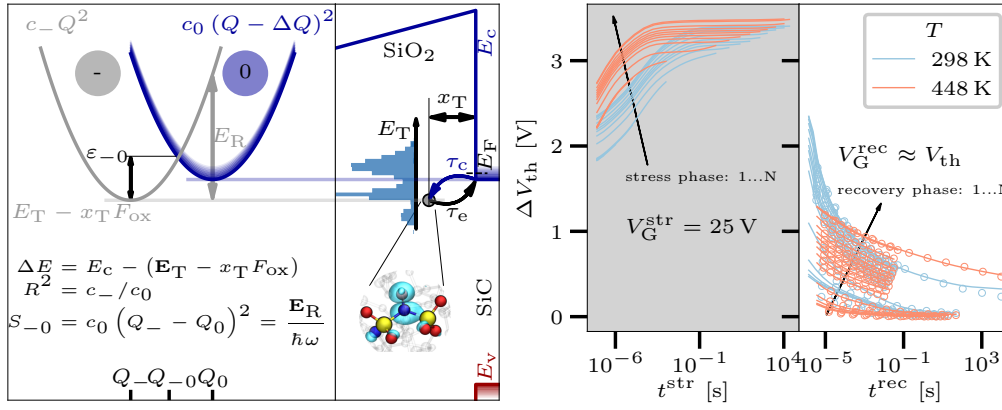 c₋Q²
c₀ (Q − ΔQ)²
-
0
E_R
ε₋₀
E_T − x_T F_ox
ΔE = E_c − (E_T − x_T F_ox)
R² = c₋/c₀
S₋₀ = c₀ (Q₋ − Q₀)² = E_R / ℏω
Q₋ Q₋₀ Q₀
SiO₂
E_c
x_T
E_T
E_F
τ_c
τ_e
SiC
E_v
ΔV_th [V]
3
2
1
0
stress phase: 1...N
V_G^str = 25 V
10⁻⁶ 10⁻¹ 10⁴
t^str [s]
T
298 K
448 K
V_G^rec ≈ V_th
recovery phase: 1...N
10⁻⁵ 10⁻¹ 10³
t^rec [s]